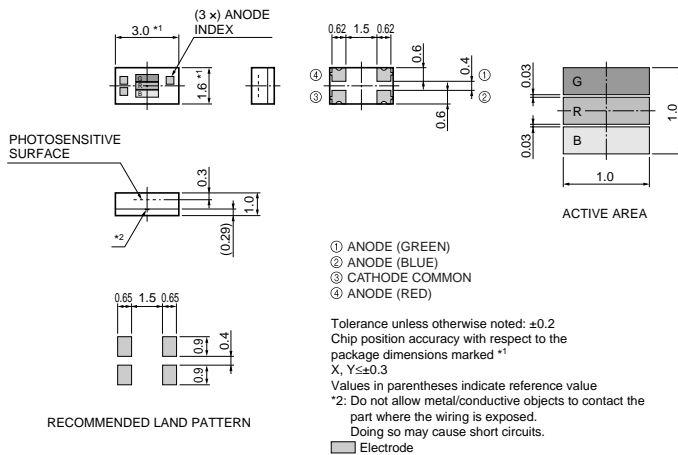 (3 ×) ANODE
INDEX
3.0 *1
1.6 *1
G
R
B
0.62 1.5 0.62
0.6
0.4
0.6
④
③
①
②
0.03
0.03
G
R
B
1.0
1.0
ACTIVE AREA
PHOTOSENSITIVE
SURFACE
0.3
1.0
(0.29)
*2
① ANODE (GREEN)
② ANODE (BLUE)
③ CATHODE COMMON
④ ANODE (RED)
0.65 1.5 0.65
0.9
0.4
0.9
RECOMMENDED LAND PATTERN
Tolerance unless otherwise noted: ±0.2
Chip position accuracy with respect to the
package dimensions marked *1
X, Y≤±0.3
Values in parentheses indicate reference value
*2: Do not allow metal/conductive objects to contact the
part where the wiring is exposed.
Doing so may cause short circuits.
Electrode